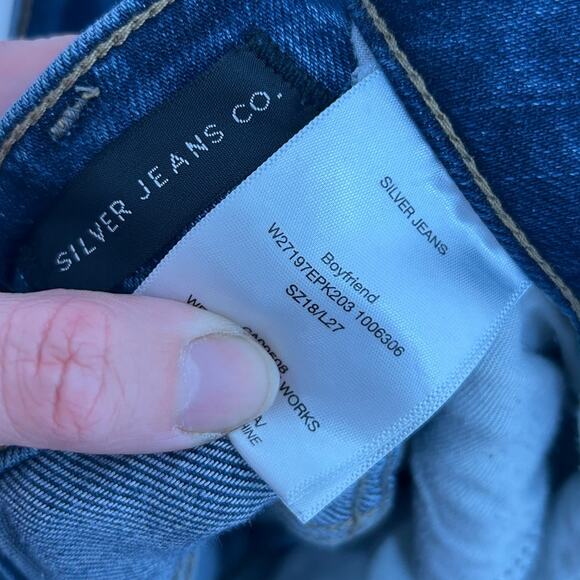 SILVER JEANS CO.
SILVER JEANS
Boyfriend
W27197EPK203 1006306
SZ18/L27
WORKS